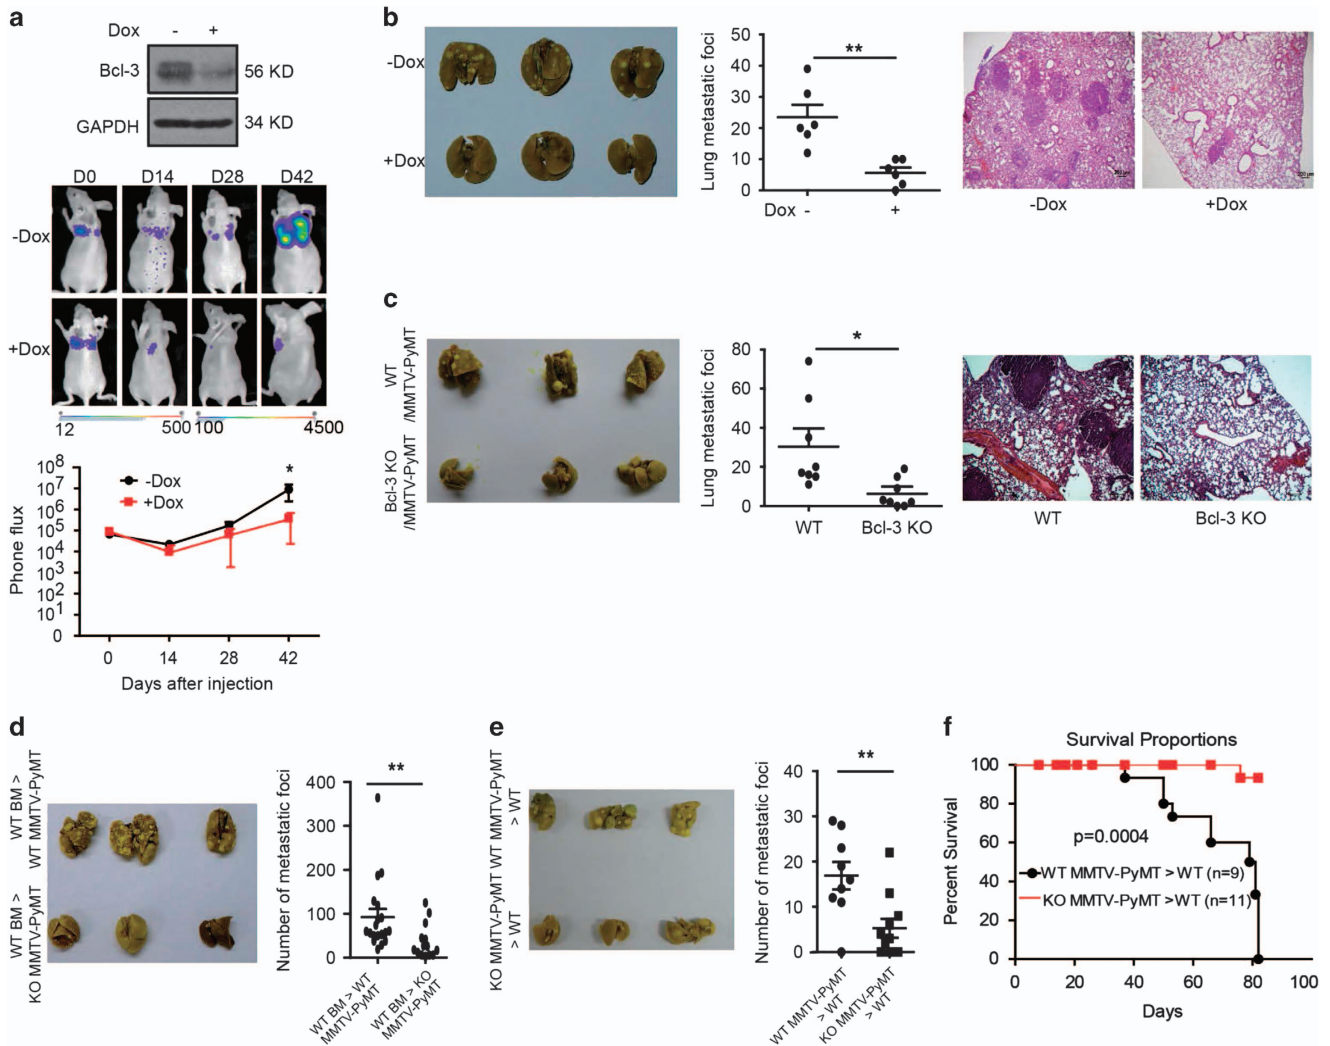 a
Dox - +
Bcl-3 56 KD
GAPDH 34 KD
D0 D14 D28 D42
-Dox
+Dox
12 500 100 4500
10⁸
10⁷
10⁶
10⁵
10⁴
10³
10²
10¹
0
Phone flux
-Dox
+Dox
*
0 14 28 42
Days after injection
b
-Dox
+Dox
Lung metastatic foci
50
40
30
20
10
0
**
Dox - +
200 µm
200 µm
-Dox +Dox
c
WT
/MMTV-PyMT
Bcl-3 KO
/MMTV-PyMT
Lung metastatic foci
80
60
40
20
0
*
WT Bcl-3 KO
WT Bcl-3 KO
d
WT BM >
WT MMTV-PyMT
WT BM >
KO MMTV-PyMT
Number of metastatic foci
400
300
200
100
0
**
WT BM > WT
MMTV-PyMT
WT BM > KO
MMTV-PyMT
e
WT MMTV-PyMT
> WT
KO MMTV-PyMT
> WT
Number of metastatic foci
40
30
20
10
0
**
WT MMTV-PyMT
> WT
KO MMTV-PyMT
> WT
f
Survival Proportions
Percent Survival
100
80
60
40
20
0
p=0.0004
WT MMTV-PyMT > WT (n=9)
KO MMTV-PyMT >WT (n=11)
0 20 40 60 80 100
Days